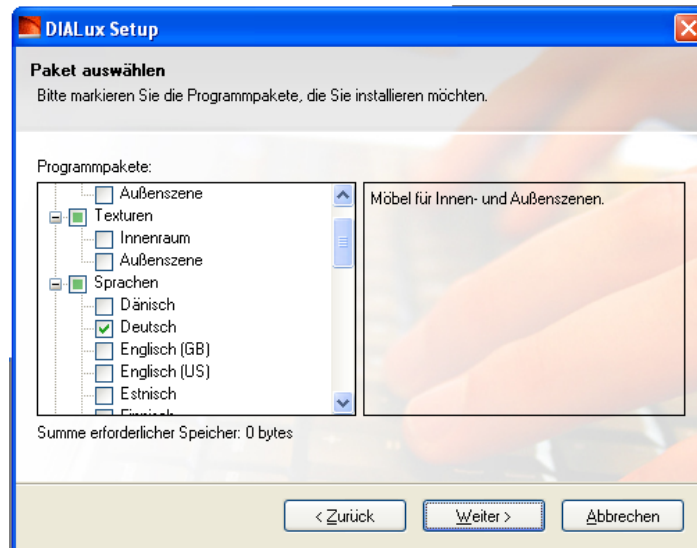 DIALux Setup
Paket auswählen
Bitte markieren Sie die Programmpakete, die Sie installieren möchten.
Programmpakete:
Außenszene
Texturen
Innenraum
Außenszene
Sprachen
Dänisch
Deutsch
Englisch (GB)
Englisch (US)
Estnisch
Möbel für Innen- und Außenszenen.
Summe erforderlicher Speicher: 0 bytes
< Zurück
Weiter >
Abbrechen